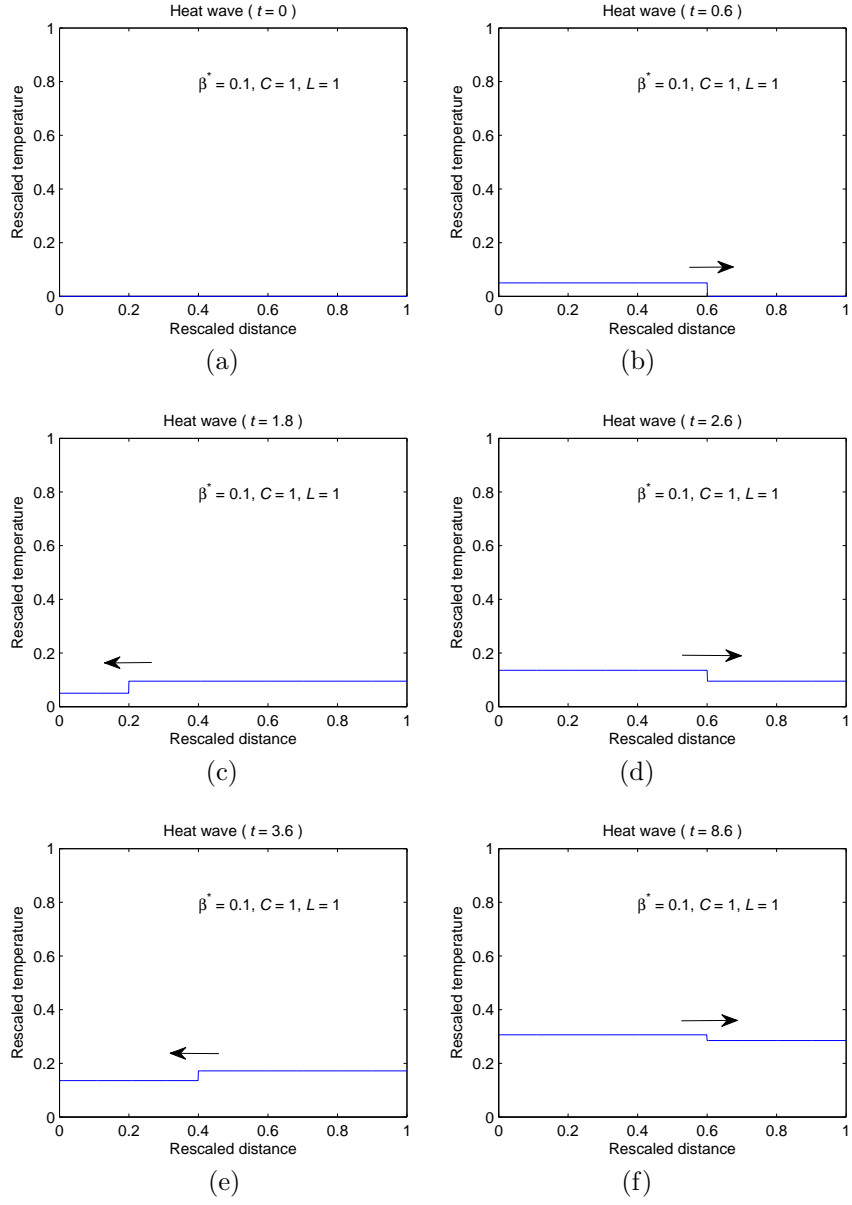 Heat wave ( t = 0 )
β* = 0.1, C = 1, L = 1
Rescaled temperature
1
0.8
0.6
0.4
0.2
0
0 0.2 0.4 0.6 0.8 1
Rescaled distance
(a)
Heat wave ( t = 0.6 )
β* = 0.1, C = 1, L = 1
Rescaled temperature
1
0.8
0.6
0.4
0.2
0
0 0.2 0.4 0.6 0.8 1
Rescaled distance
(b)
Heat wave ( t = 1.8 )
β* = 0.1, C = 1, L = 1
Rescaled temperature
1
0.8
0.6
0.4
0.2
0
0 0.2 0.4 0.6 0.8 1
Rescaled distance
(c)
Heat wave ( t = 2.6 )
β* = 0.1, C = 1, L = 1
Rescaled temperature
1
0.8
0.6
0.4
0.2
0
0 0.2 0.4 0.6 0.8 1
Rescaled distance
(d)
Heat wave ( t = 3.6 )
β* = 0.1, C = 1, L = 1
Rescaled temperature
1
0.8
0.6
0.4
0.2
0
0 0.2 0.4 0.6 0.8 1
Rescaled distance
(e)
Heat wave ( t = 8.6 )
β* = 0.1, C = 1, L = 1
Rescaled temperature
1
0.8
0.6
0.4
0.2
0
0 0.2 0.4 0.6 0.8 1
Rescaled distance
(f)